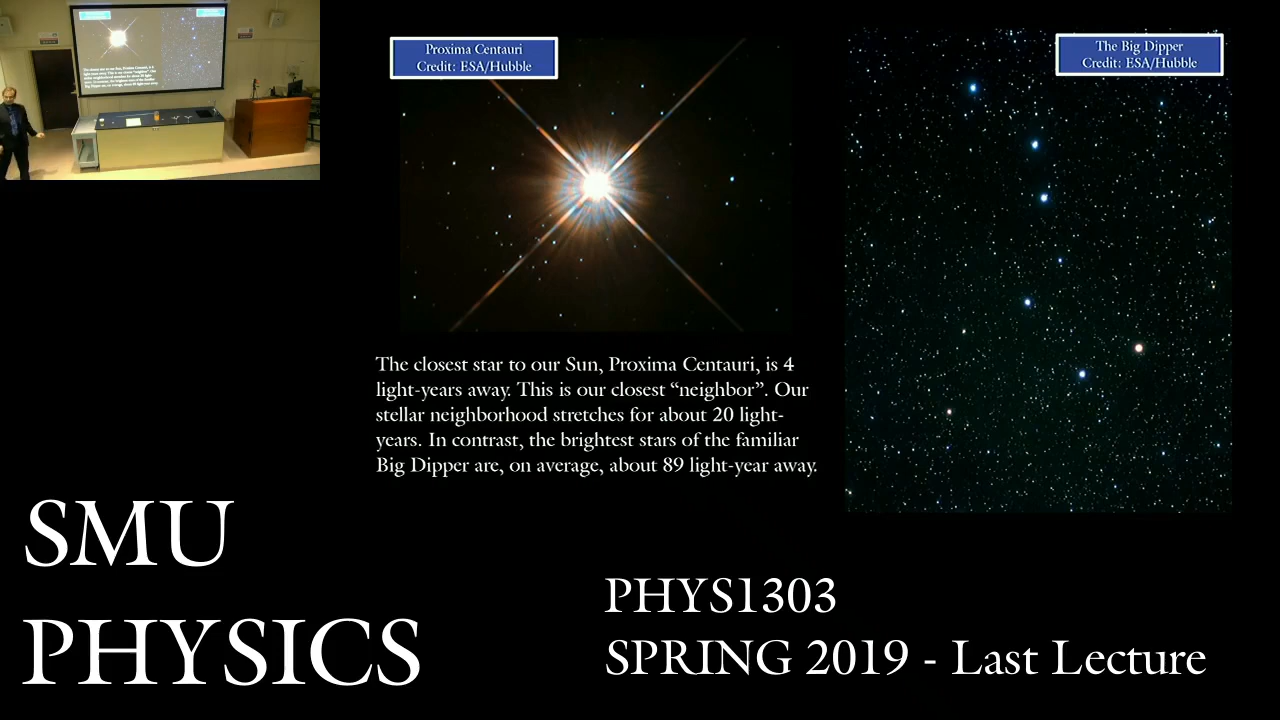 Proxima Centauri
Credit: ESA/Hubble
The Big Dipper
Credit: ESA/Hubble
The closest star to our Sun, Proxima Centauri, is 4
light-years away. This is our closest “neighbor”. Our
stellar neighborhood stretches for about 20 light-
years. In contrast, the brightest stars of the familiar
Big Dipper are, on average, about 89 light-year away.
SMU
PHYSICS
PHYS1303
SPRING 2019 - Last Lecture